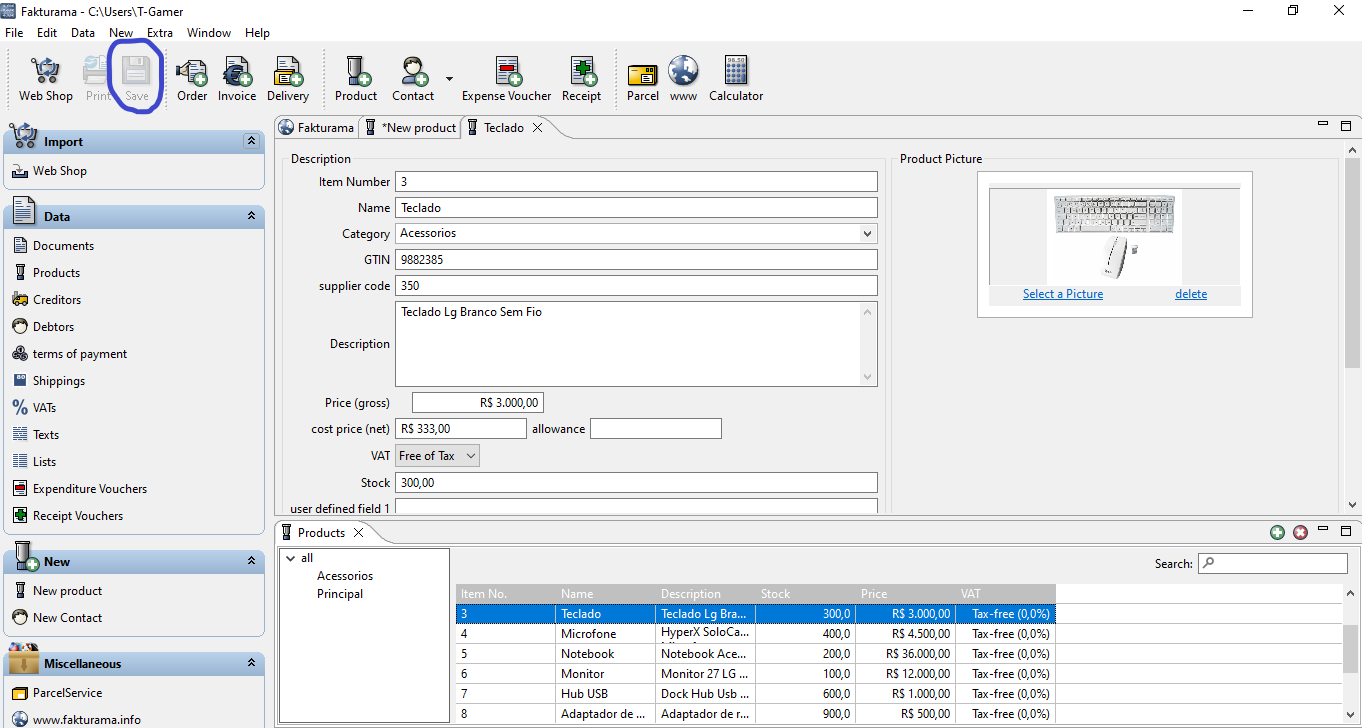 Fakturama - C:\Users\T-Gamer
File Edit Data New Extra Window Help
Web Shop Print Save Order Invoice Delivery Product Contact Expense Voucher Receipt Parcel www Calculator
Import
Web Shop
Data
Documents
Products
Creditors
Debtors
terms of payment
Shippings
VATs
Texts
Lists
Expenditure Vouchers
Receipt Vouchers
New
New product
New Contact
Miscellaneous
ParcelService
www.fakturama.info
Fakturama *New product Teclado
Description
Item Number 3
Name Teclado
Category Acessorios
GTIN 9882385
supplier code 350
Description Teclado Lg Branco Sem Fio
Price (gross) R$ 3.000,00
cost price (net) R$ 333,00 allowance
VAT Free of Tax
Stock 300,00
user defined field 1
Product Picture
Select a Picture delete
Products
Search:
all
Acessorios
Principal
Item No. Name Description Stock Price VAT
3 Teclado Teclado Lg Bra... 300,0 R$ 3.000,00 Tax-free (0,0%)
4 Microfone HyperX SoloCa... 400,0 R$ 4.500,00 Tax-free (0,0%)
5 Notebook Notebook Ace... 200,0 R$ 36.000,00 Tax-free (0,0%)
6 Monitor Monitor 27 LG ... 100,0 R$ 12.000,00 Tax-free (0,0%)
7 Hub USB Dock Hub Usb ... 600,0 R$ 1.000,00 Tax-free (0,0%)
8 Adaptador de ... Adaptador de r... 900,0 R$ 500,00 Tax-free (0,0%)